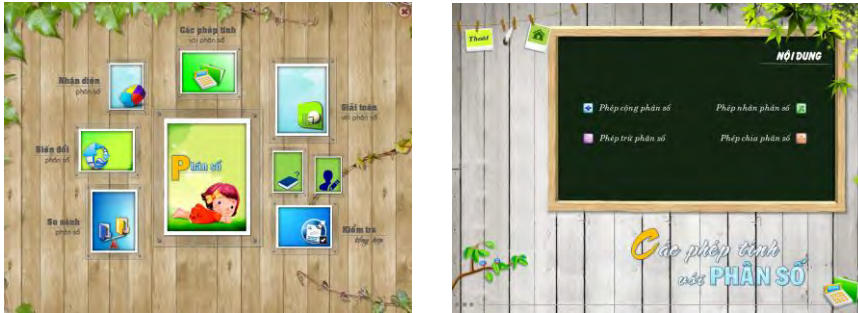 Các phép tính
với phân số
Nhận diện
phân số
Giải toán
với phân số
Biến đổi
phân số
Phân số
So sánh
phân số
Kiểm tra
tổng hợp
Thoát
NỘI DUNG
Phép cộng phân số
Phép nhân phân số
Phép trừ phân số
Phép chia phân số
Các phép tính
với PHÂN SỐ